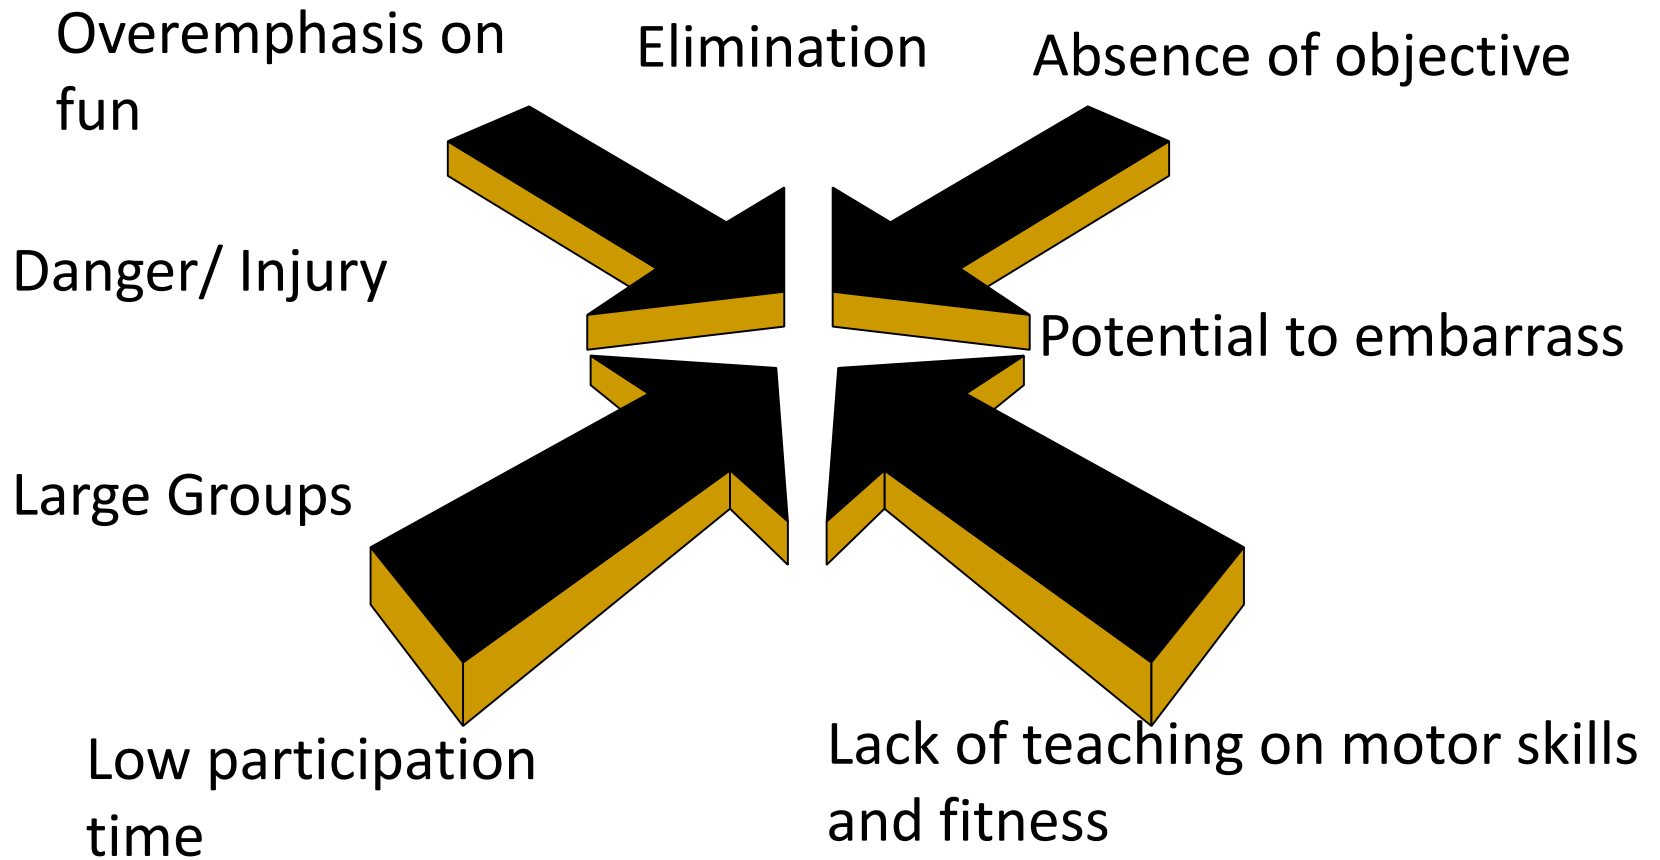 Overemphasis on
fun
Elimination
Absence of objective
Danger/ Injury
Potential to embarrass
Large Groups
Low participation
time
Lack of teaching on motor skills
and fitness